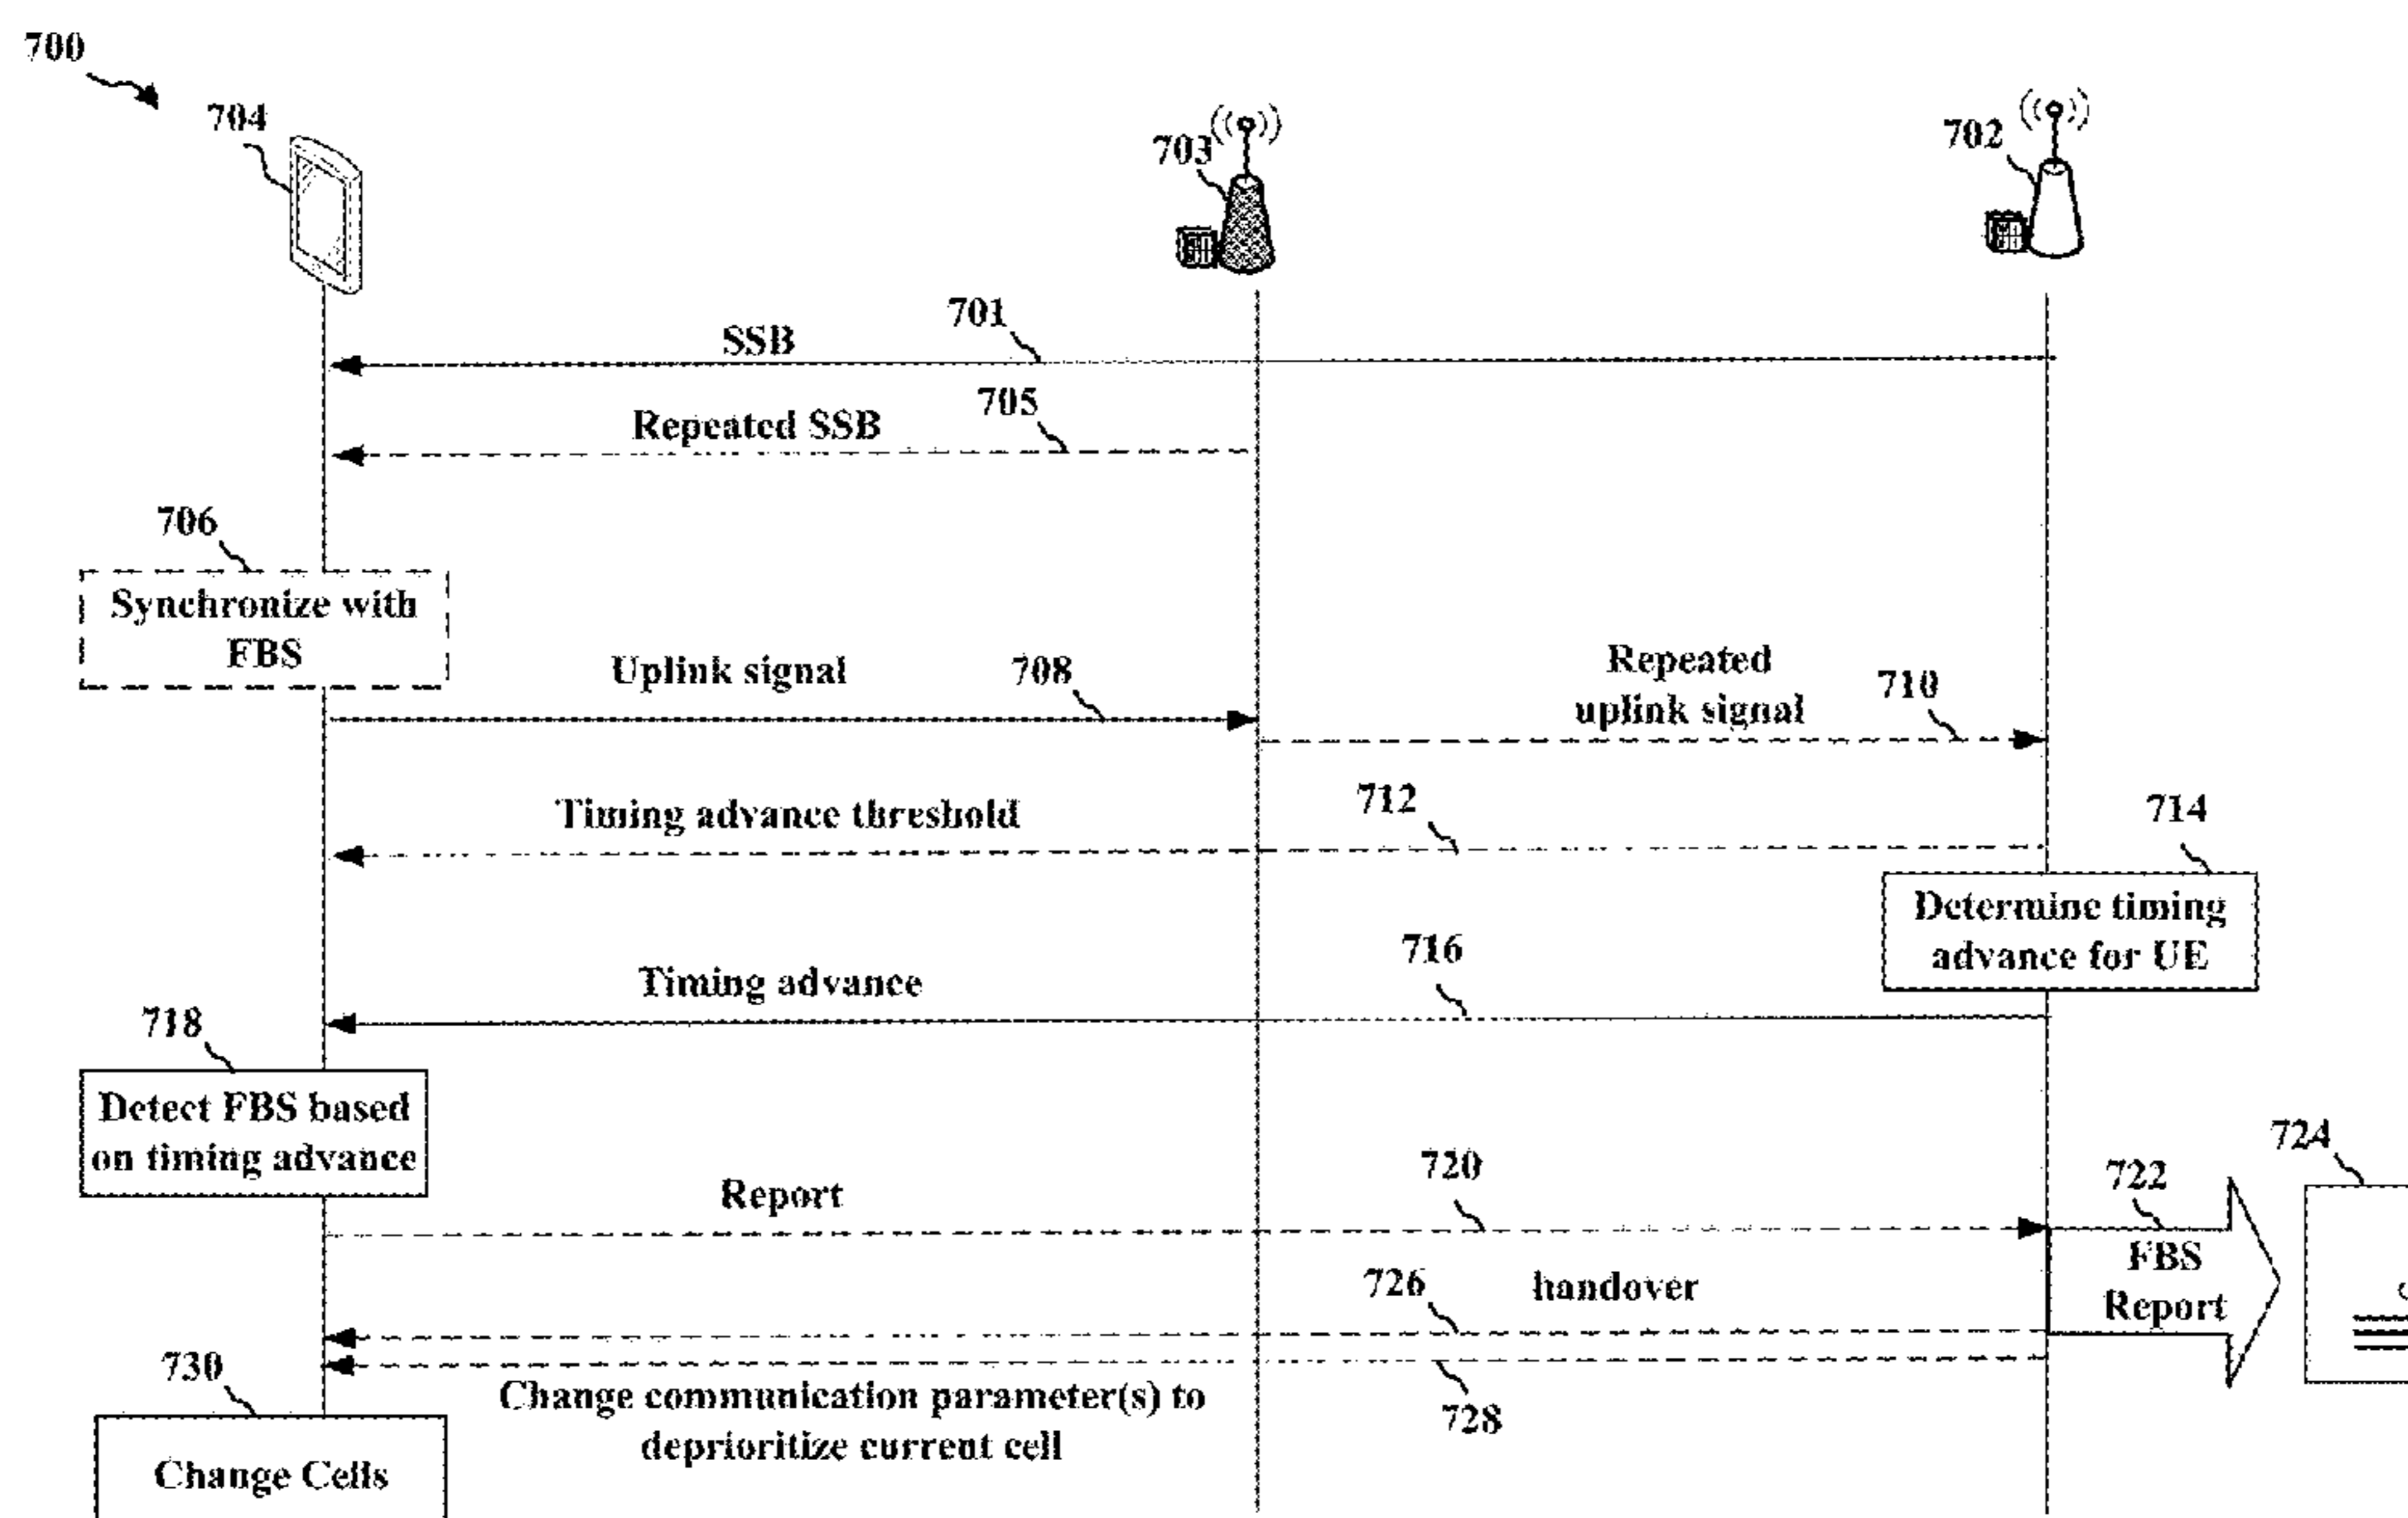 700
704
703
702
701
SSB
705
Repeated SSB
706
Synchronize with
FBS
Uplink signal
708
Repeated
uplink signal
710
Timing advance threshold
712
714
Determine timing
advance for UE
716
Timing advance
718
Detect FBS based
on timing advance
Report
720
722
FBS
Report
724
726
handover
728
Change communication parameter(s) to
deprioritize current cell
730
Change Cells